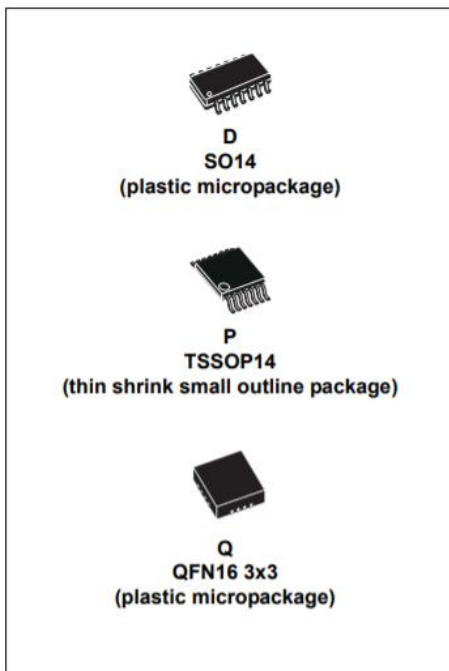 D
SO14
(plastic micropackage)
P
TSSOP14
(thin shrink small outline package)
Q
QFN16 3x3
(plastic micropackage)